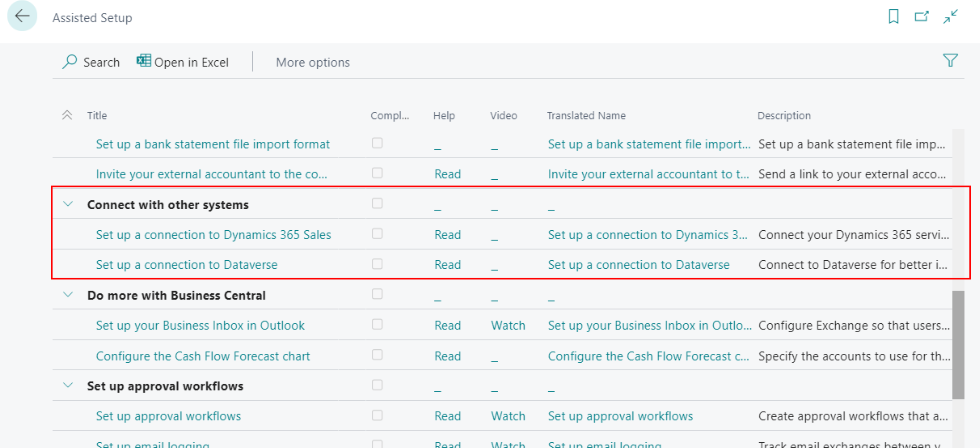 Assisted Setup
Search Open in Excel More options
Title Compl... Help Video Translated Name Description
Set up a bank statement file import format _ _ Set up a bank statement file import... Set up a bank statement file imp...
Invite your external accountant to the co... Read _ Invite your external accountant to t... Send a link to your external acco...
Connect with other systems _ _ _
Set up a connection to Dynamics 365 Sales Read _ Set up a connection to Dynamics 3... Connect your Dynamics 365 servi...
Set up a connection to Dataverse Read _ Set up a connection to Dataverse Connect to Dataverse for better i...
Do more with Business Central _ _ _
Set up your Business Inbox in Outlook Read Watch Set up your Business Inbox in Outlo... Configure Exchange so that users...
Configure the Cash Flow Forecast chart Read _ Configure the Cash Flow Forecast c... Specify the accounts to use for th...
Set up approval workflows _ _ _
Set up approval workflows Read Watch Set up approval workflows Create approval workflows that a...
Set up email logging Read Watch Set up email logging Track email exchanges between y...